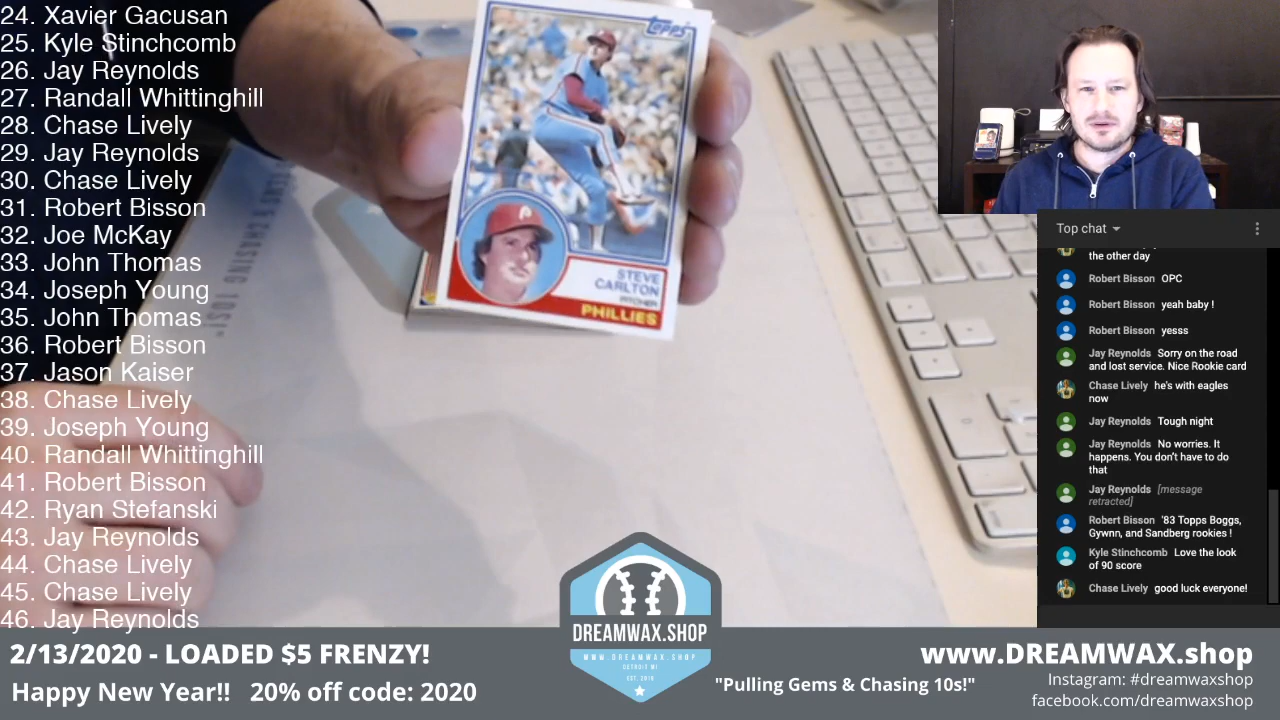 24. Xavier Gacusan
25. Kyle Stinchcomb
26. Jay Reynolds
27. Randall Whittinghill
28. Chase Lively
29. Jay Reynolds
30. Chase Lively
31. Robert Bisson
32. Joe McKay
33. John Thomas
34. Joseph Young
35. John Thomas
36. Robert Bisson
37. Jason Kaiser
38. Chase Lively
39. Joseph Young
40. Randall Whittinghill
41. Robert Bisson
42. Ryan Stefanski
43. Jay Reynolds
44. Chase Lively
45. Chase Lively
46. Jay Reynolds
Topps
STEVE
CARLTON
PITCHER
PHILLIES
Top chat
the other day
Robert Bisson OPC
Robert Bisson yeah baby !
Robert Bisson yesss
Jay Reynolds Sorry on the road
and lost service. Nice Rookie card
Chase Lively he's with eagles
now
Jay Reynolds Tough night
Jay Reynolds No worries. It
happens. You don't have to do
that
Jay Reynolds [message
retracted]
Robert Bisson '83 Topps Boggs,
Gywnn, and Sandberg rookies !
Kyle Stinchcomb Love the look
of 90 score
Chase Lively good luck everyone!
DREAMWAX.SHOP
WWW.DREAMWAX.SHOP
DETROIT MI
EST. 2018
2/13/2020 - LOADED $5 FRENZY!
Happy New Year!! 20% off code: 2020
"Pulling Gems & Chasing 10s!"
www.DREAMWAX.shop
Instagram: #dreamwaxshop
facebook.com/dreamwaxshop